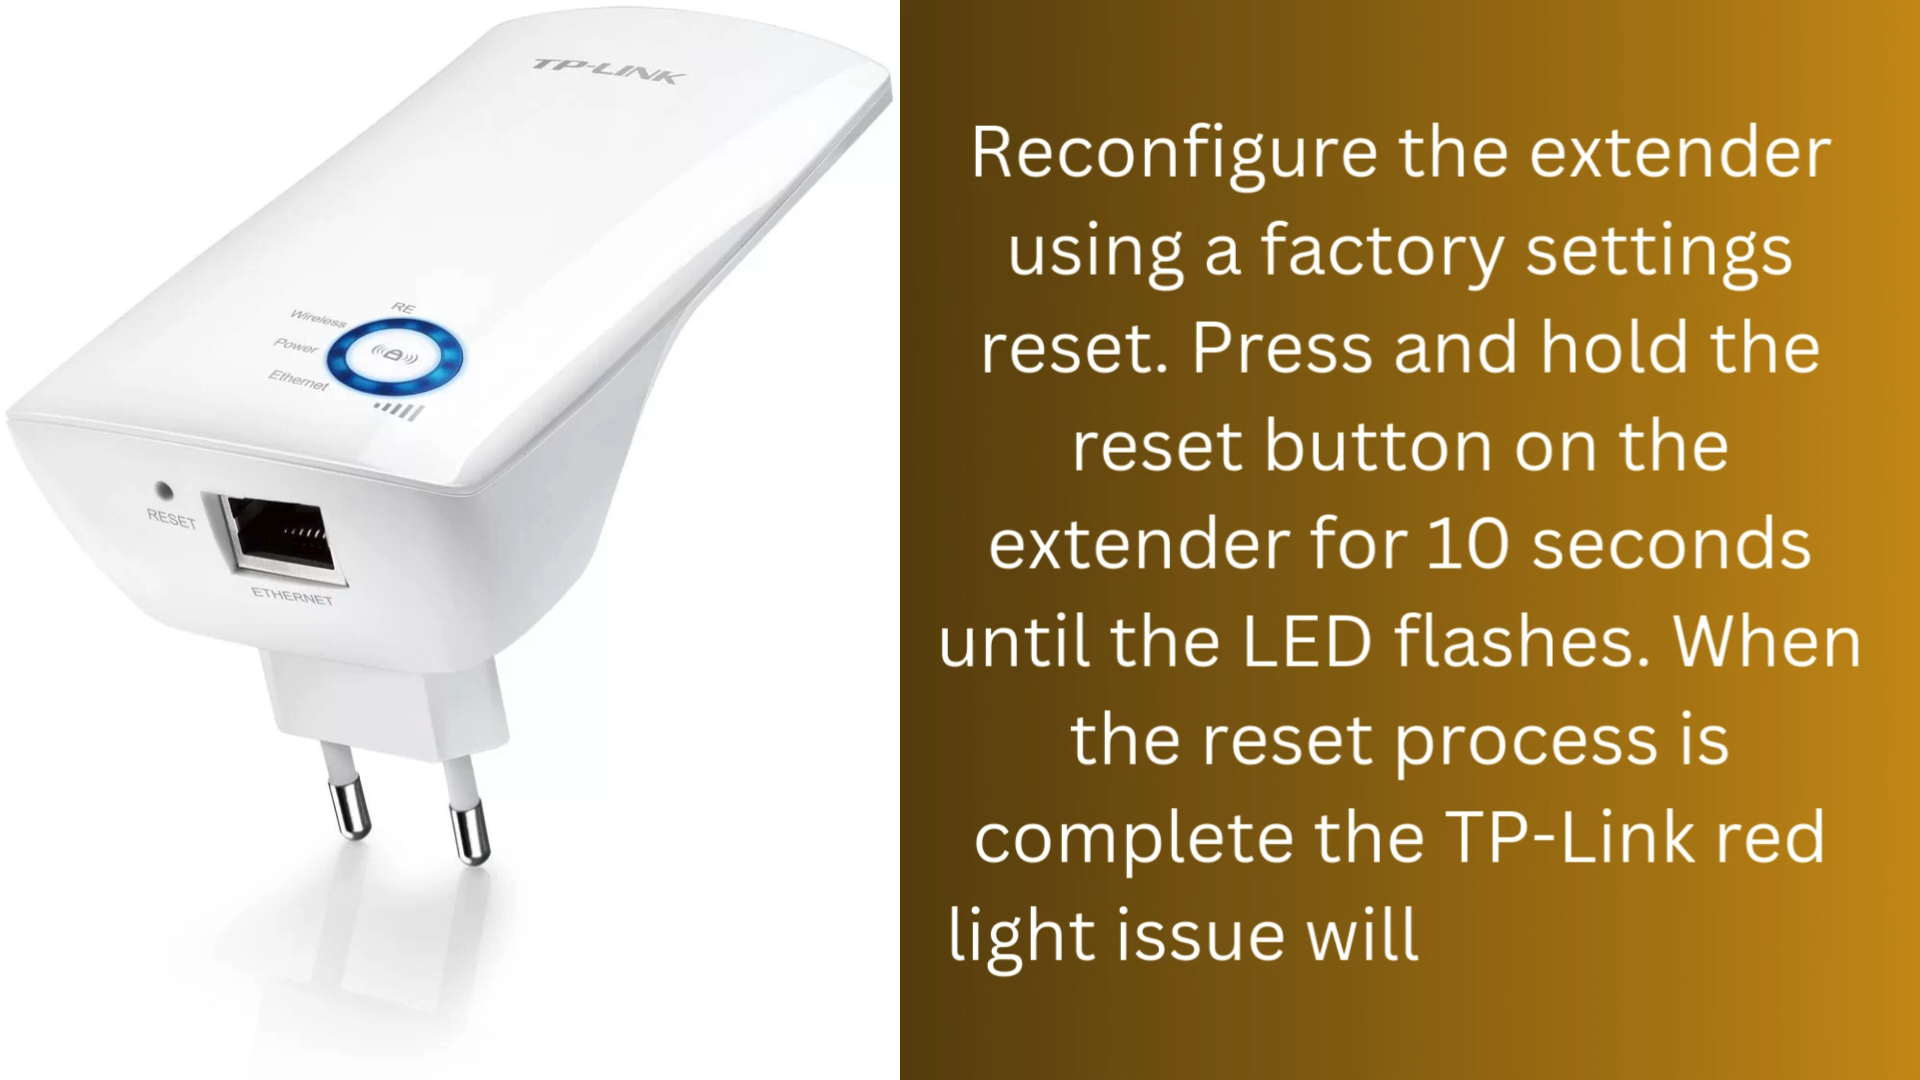 TP-LINK
RE
Wireless
Power
Ethernet
RESET
ETHERNET
Reconfigure the extender
using a factory settings
reset. Press and hold the
reset button on the
extender for 10 seconds
until the LED flashes. When
the reset process is
complete the TP-Link red
light issue will